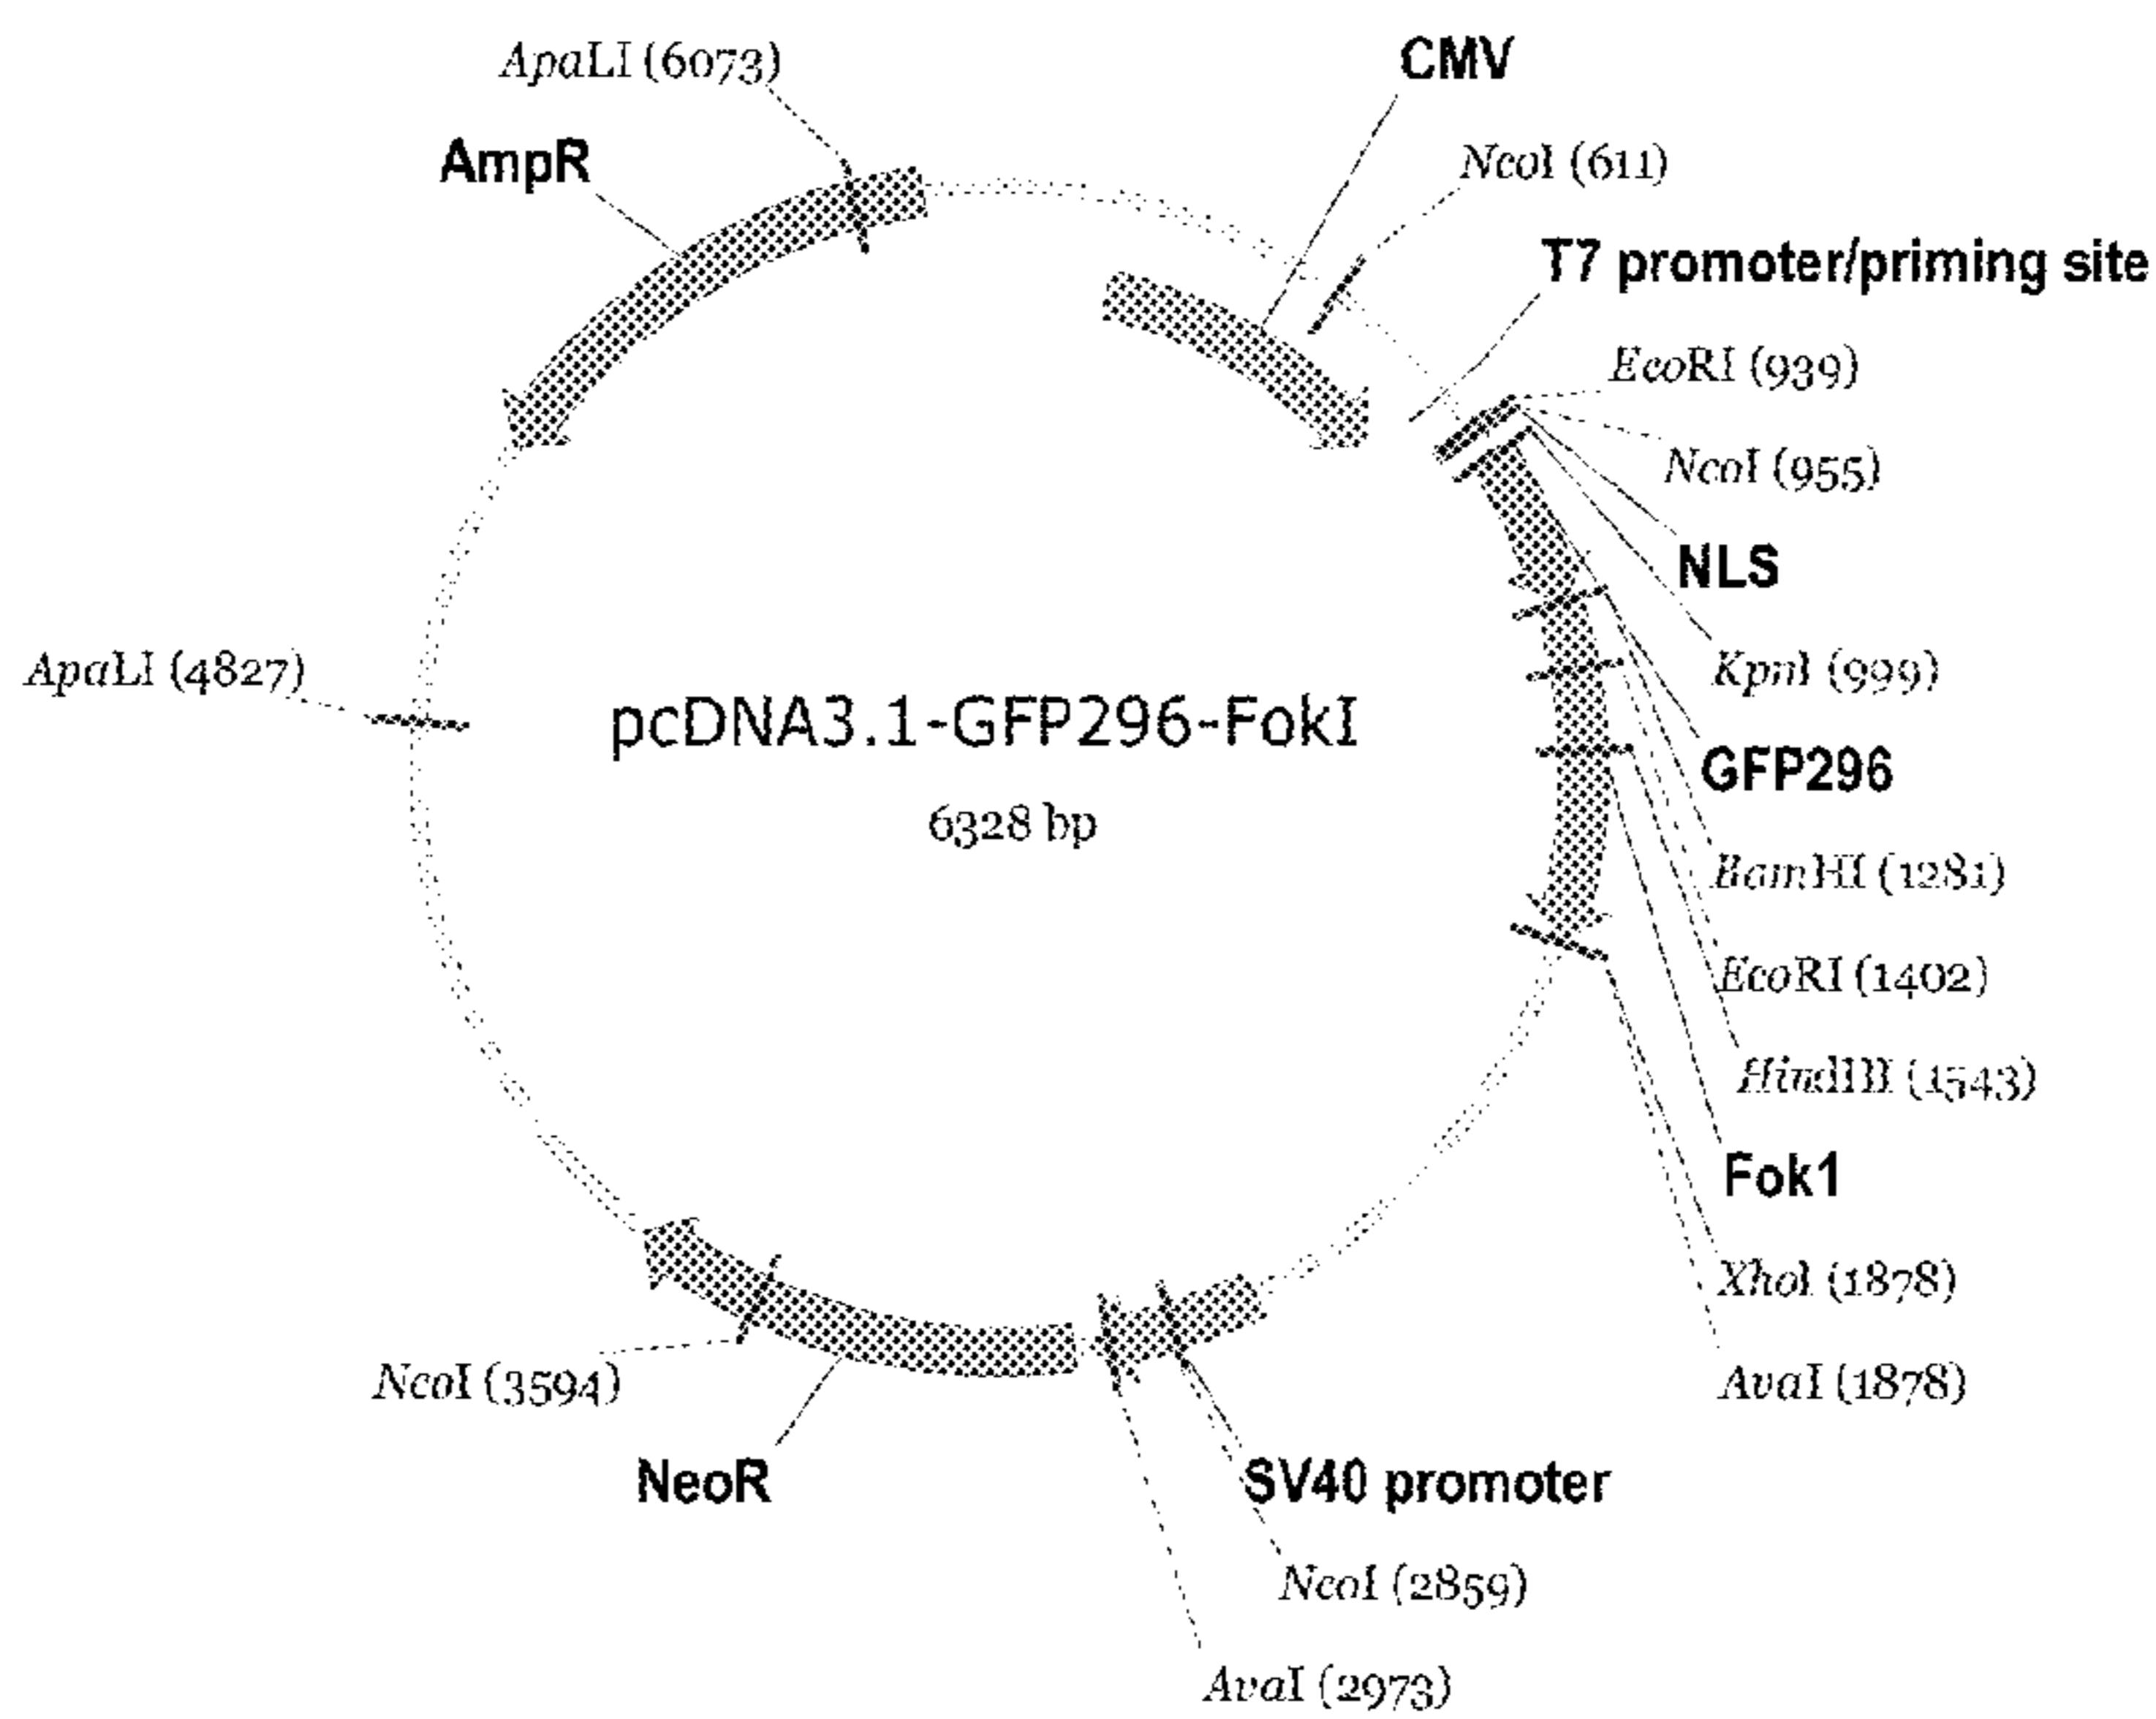 CMV
ApaLI (6073)
AmpR
NcoI (611)
T7 promoter/priming site
EcoRI (939)
NcoI (955)
NLS
ApaLI (4827)
KpnI (999)
pcDNA3.1-GFP296-FokI
GFP296
6328 bp
BamHI (1281)
EcoRI (1402)
HindIII (1543)
Fok1
XhoI (1878)
NcoI (3594)
AvaI (1878)
NeoR
SV40 promoter
NcoI (2859)
AvaI (2973)